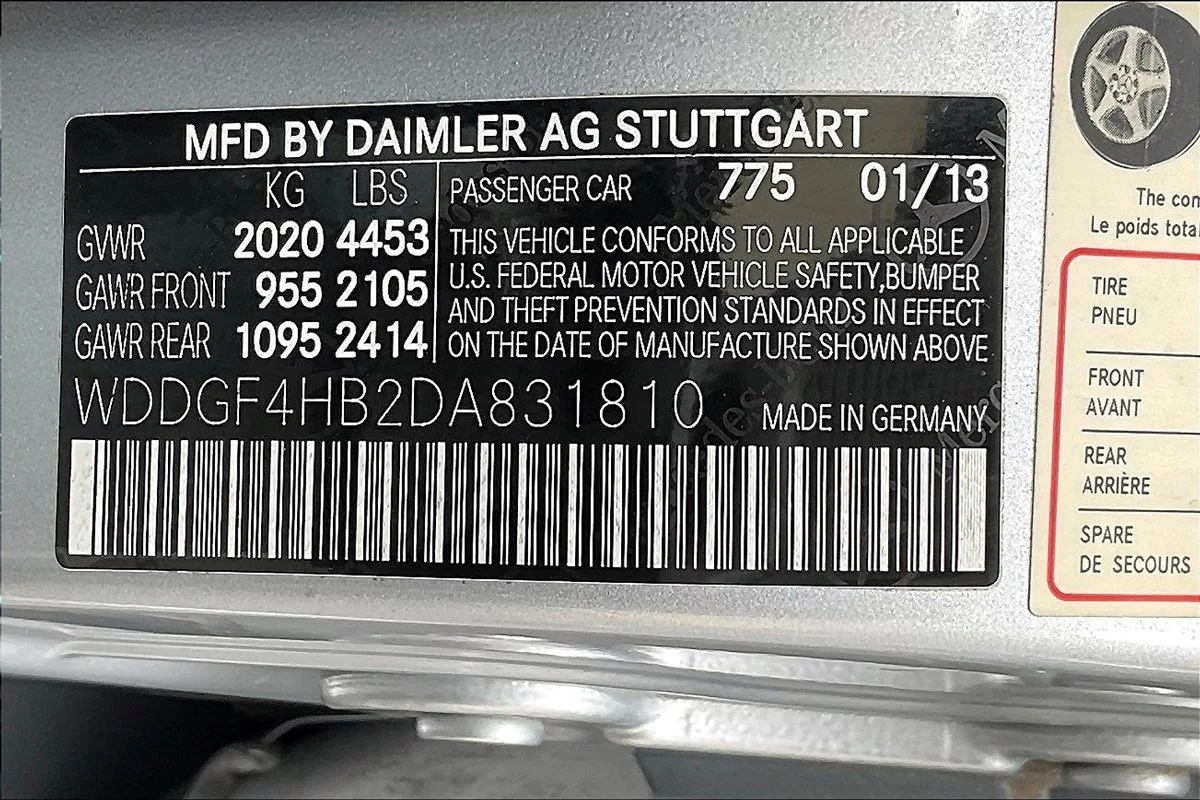 MFD BY DAIMLER AG STUTTGART
KG LBS
GVWR 2020 4453
GAWR FRONT 955 2105
GAWR REAR 1095 2414
PASSENGER CAR 775 01/13
THIS VEHICLE CONFORMS TO ALL APPLICABLE
U.S. FEDERAL MOTOR VEHICLE SAFETY,BUMPER
AND THEFT PREVENTION STANDARDS IN EFFECT
ON THE DATE OF MANUFACTURE SHOWN ABOVE
WDDGF4HB2DA831810
MADE IN GERMANY
The
Le poids
TIRE
PNEU
FRONT
AVANT
REAR
ARRIÈRE
SPARE
DE SECOURS